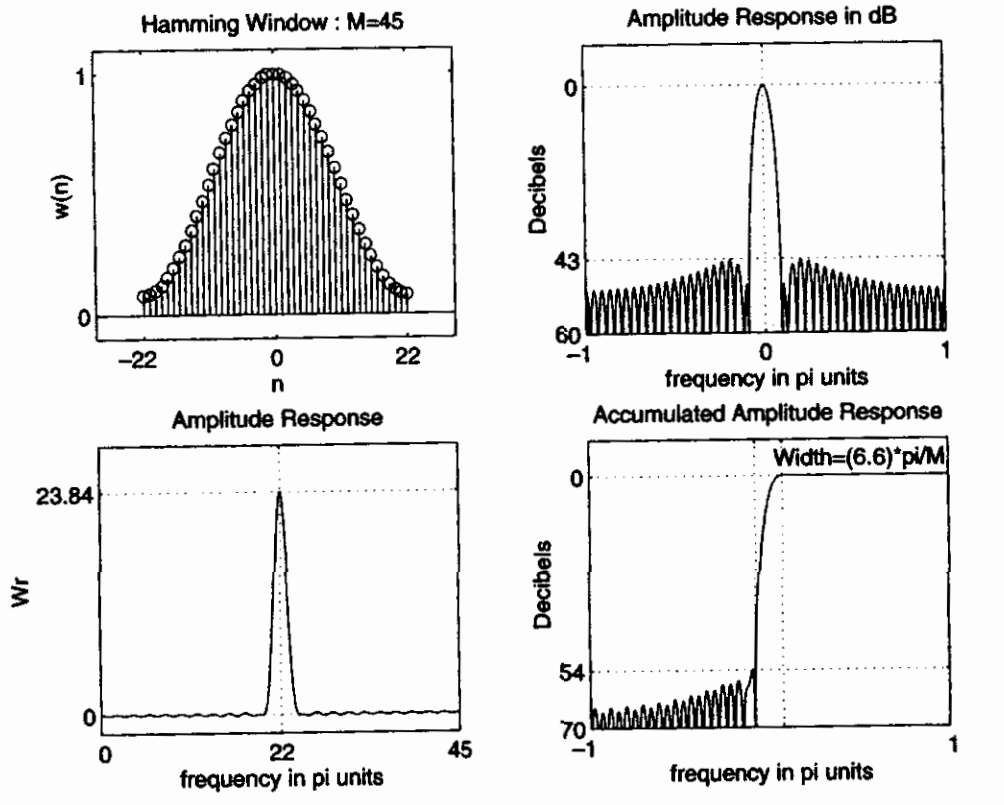 Hamming Window : M=45
1
w(n)
0
−22 0 22
n
Amplitude Response in dB
0
Decibels
43
60
−1 0 1
frequency in pi units
Amplitude Response
23.84
Wr
0
0 22 45
frequency in pi units
Accumulated Amplitude Response
Width=(6.6)*pi/M
0
Decibels
54
70
−1 1
frequency in pi units